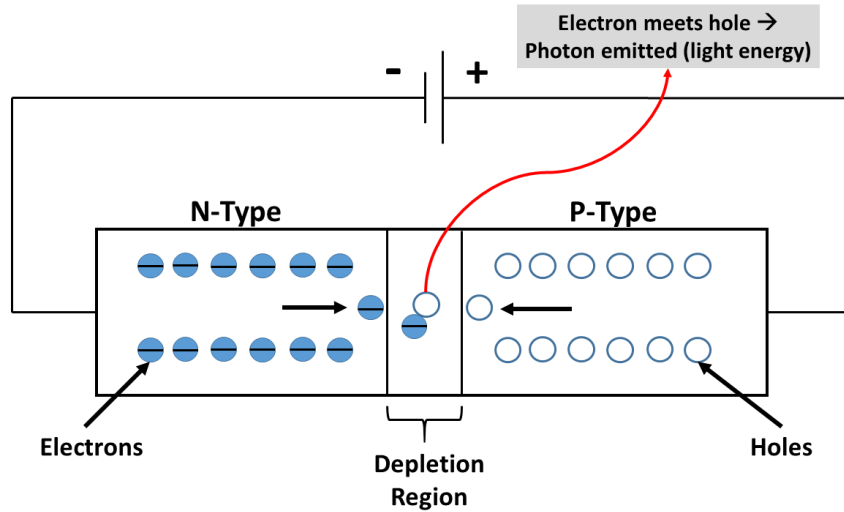 Electron meets hole →
Photon emitted (light energy)
- +
N-Type
P-Type
Electrons
Depletion
Region
Holes